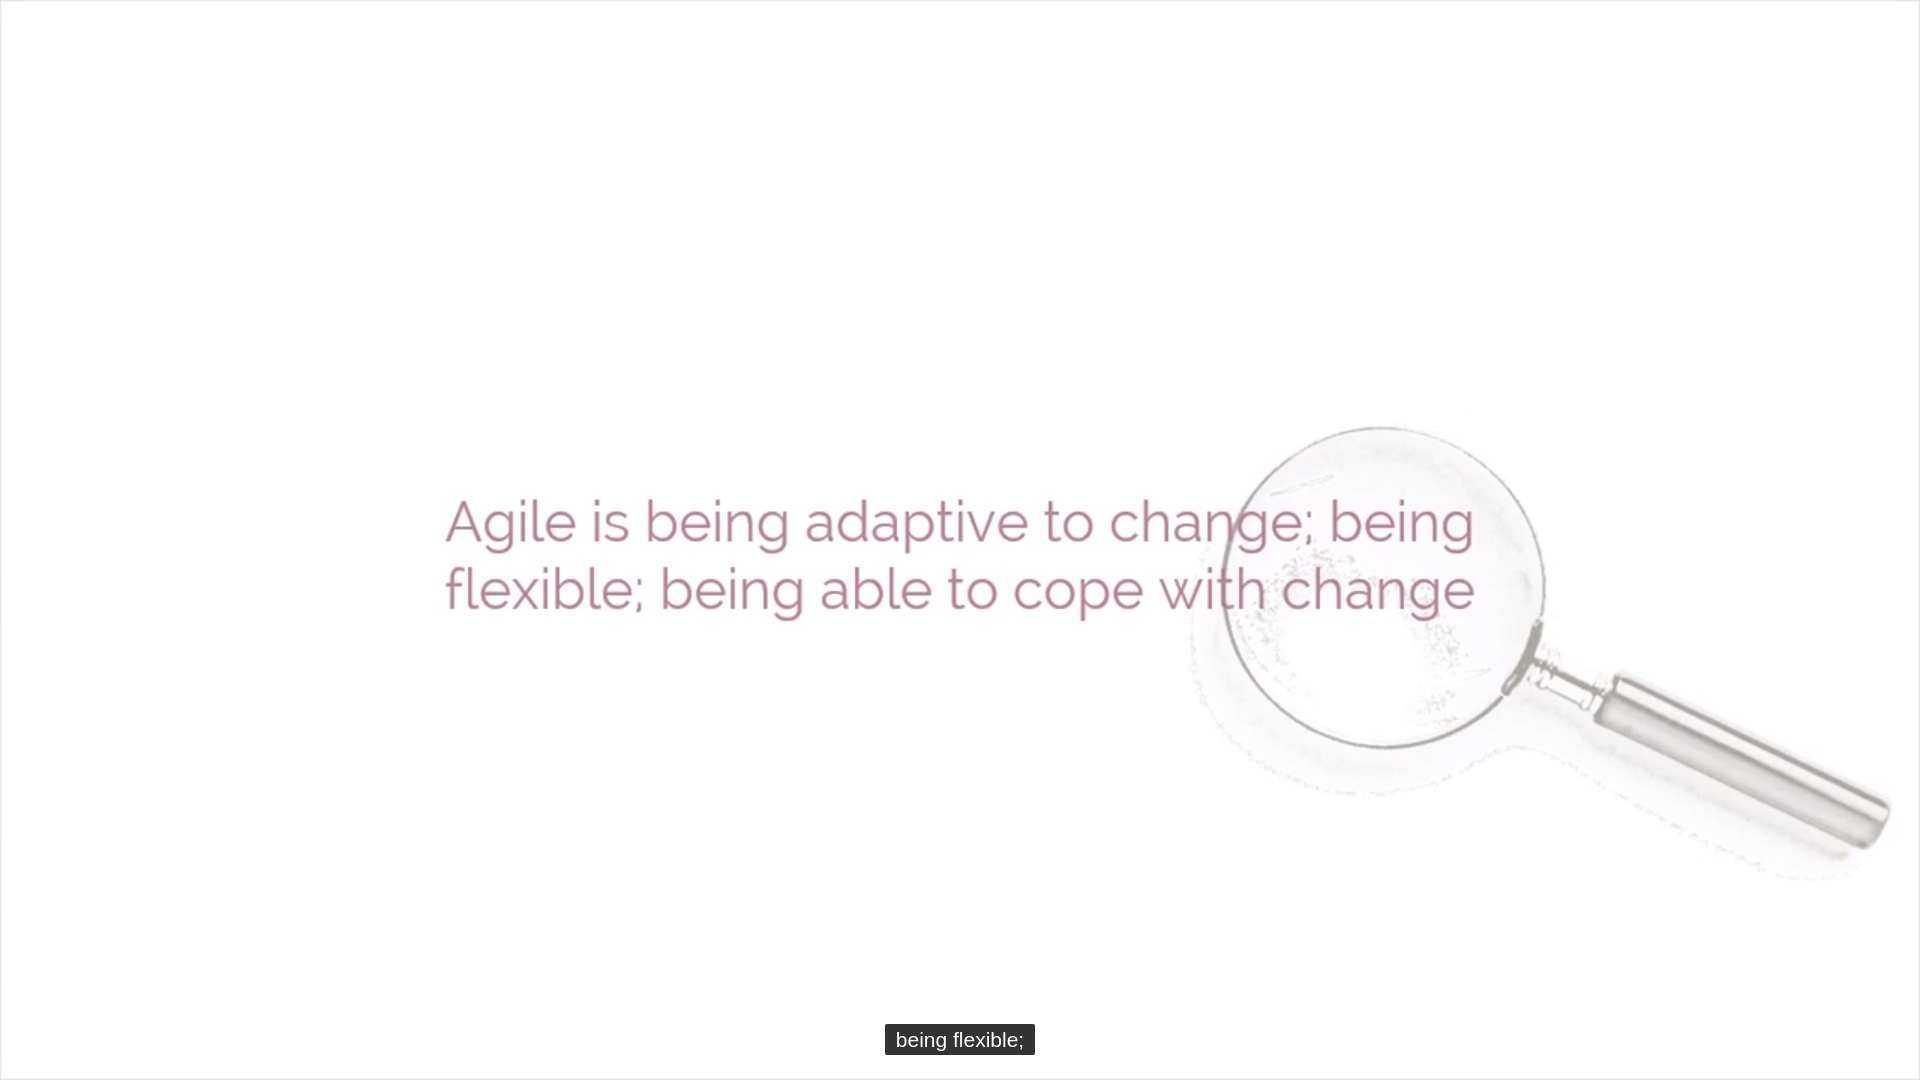 Agile is being adaptive to change; being
flexible; being able to cope with change
being flexible;